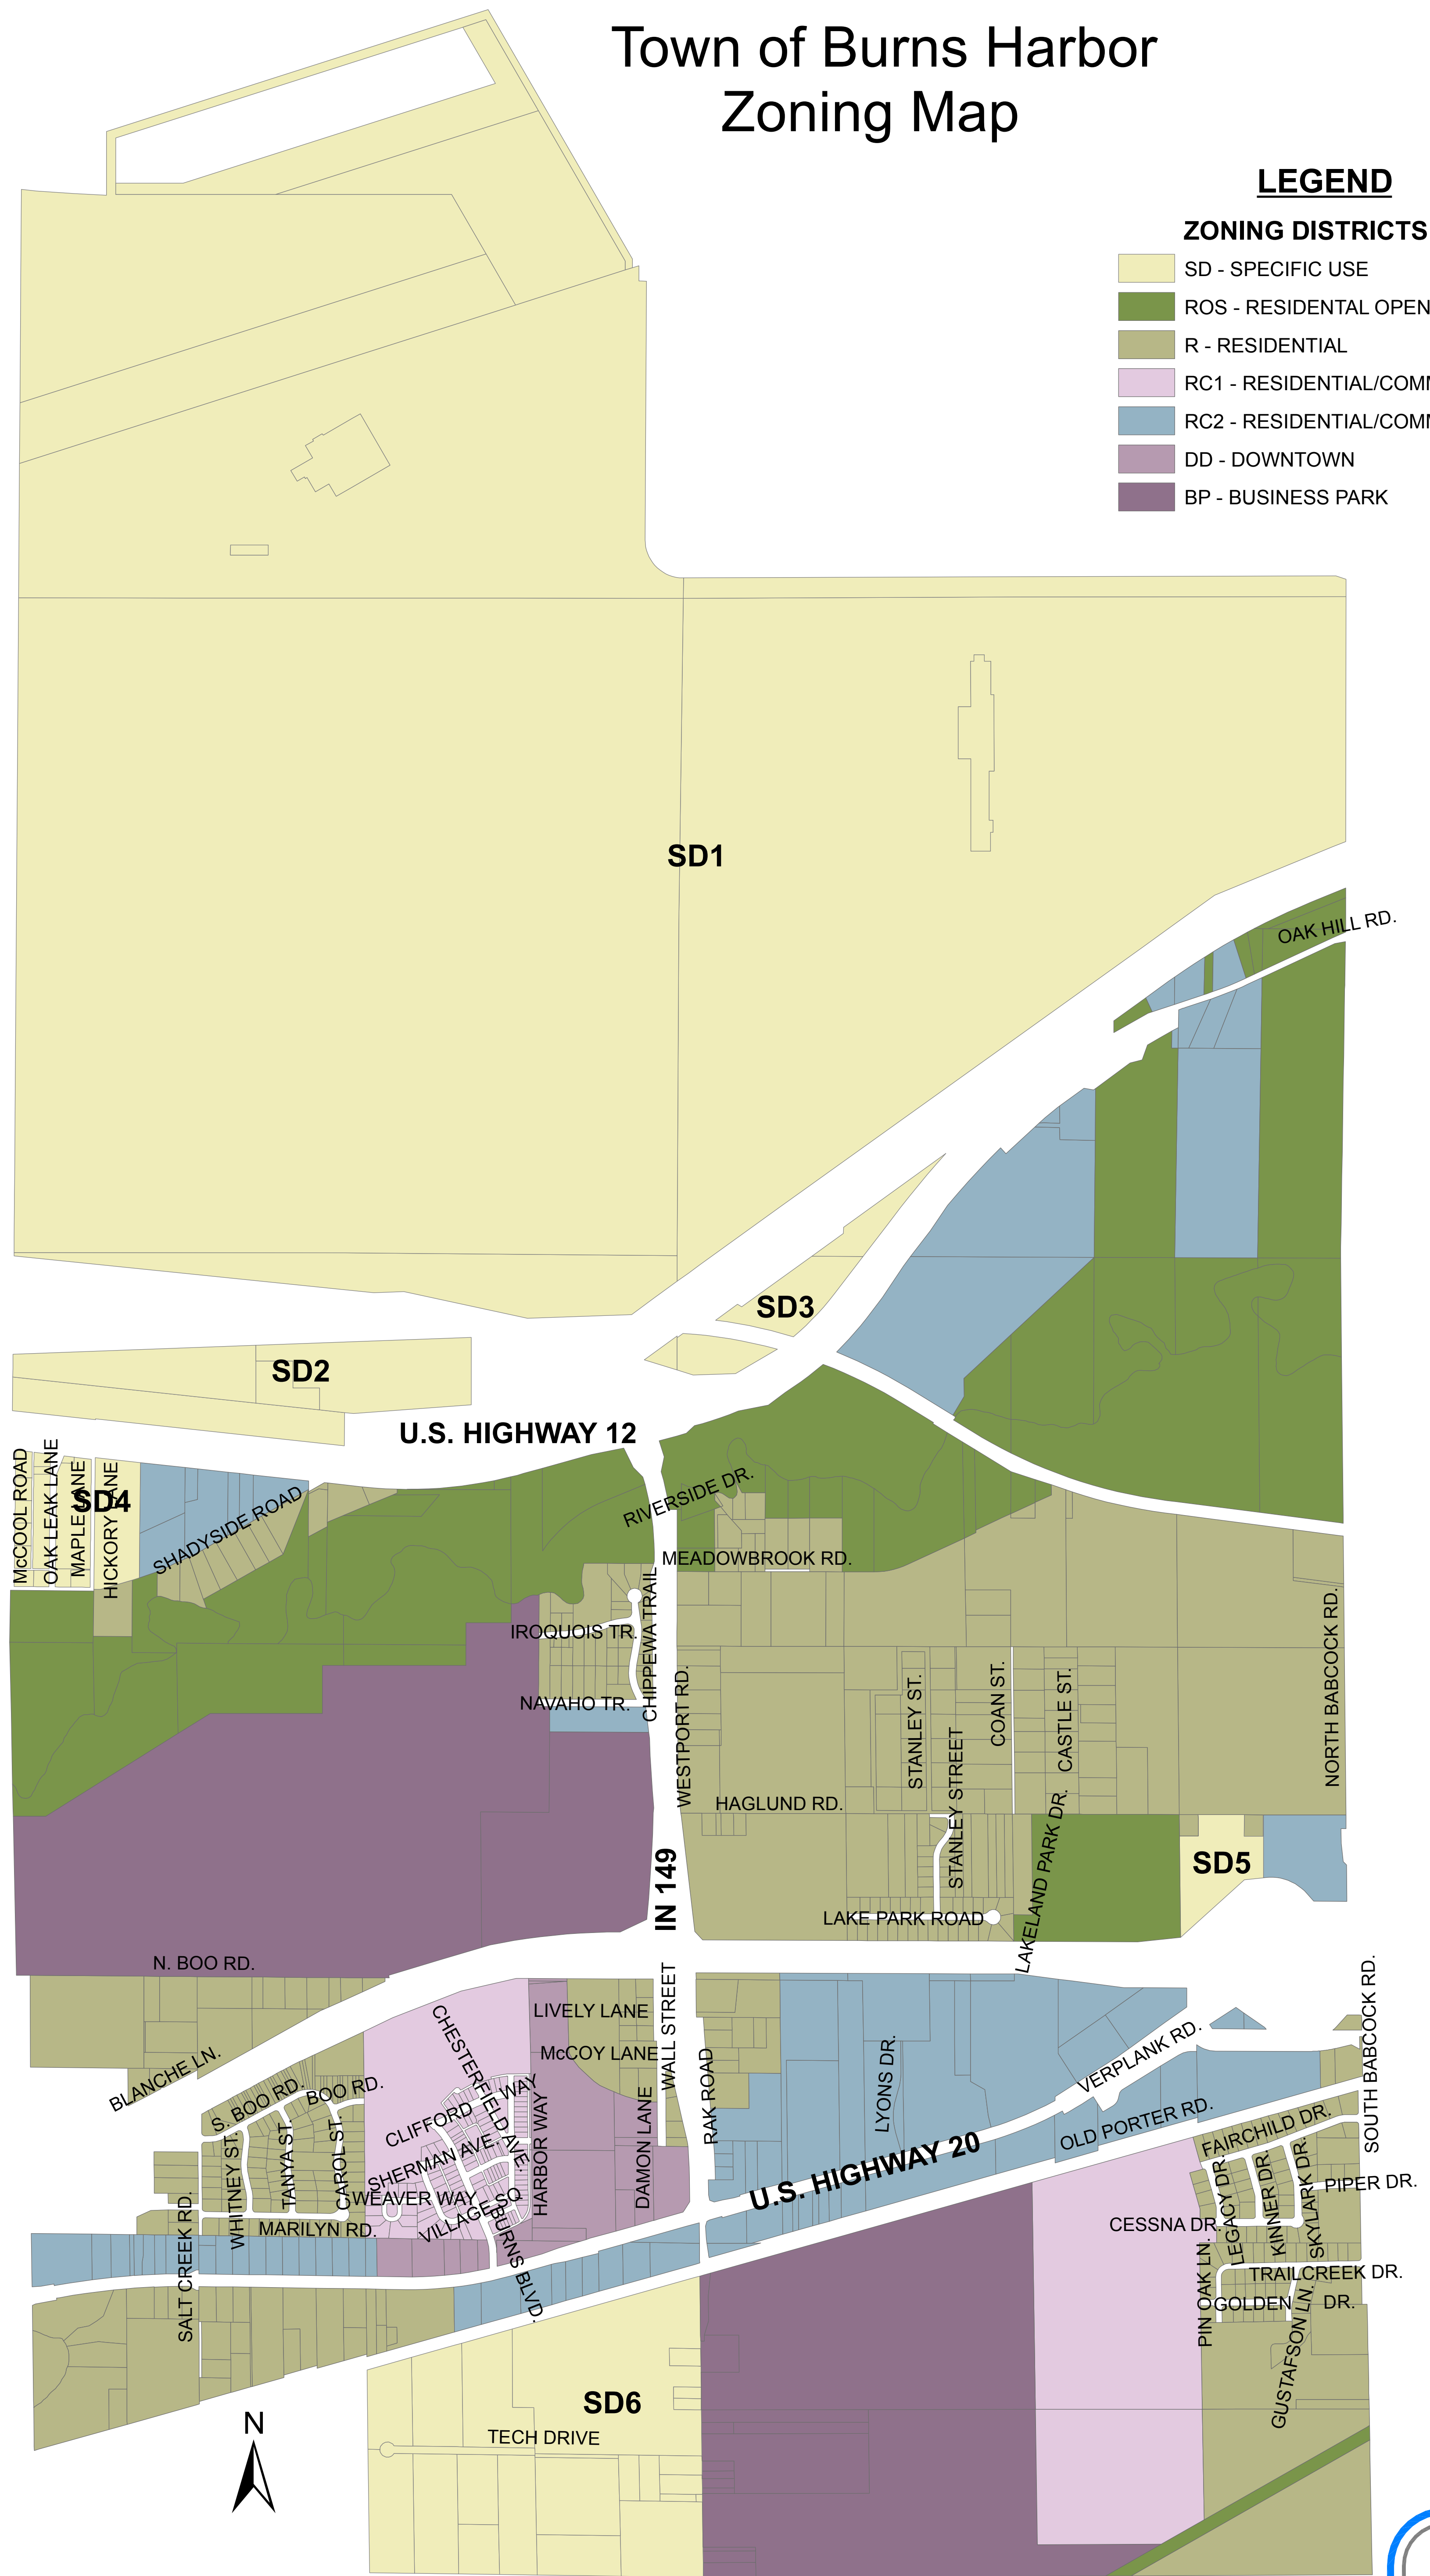 Town of Burns Harbor
Zoning Map
LEGEND
ZONING DISTRICTS
SD - SPECIFIC USE
ROS - RESIDENTAL OPEN
R - RESIDENTIAL
RC1 - RESIDENTIAL/COM
RC2 - RESIDENTIAL/COM
DD - DOWNTOWN
BP - BUSINESS PARK
SD1
OAK HILL RD.
SD3
SD2
U.S. HIGHWAY 12
McCOOL ROAD
OAK LEAK LANE
MAPLE LANE
SD4
HICKORY LANE
SHADYSIDE ROAD
RIVERSIDE DR.
MEADOWBROOK RD.
IROQUOIS TR.
CHIPPEWA TRAIL
NAVAHO TR.
WESTPORT RD.
STANLEY ST.
STANLEY STREET
COAN ST.
CASTLE ST.
NORTH BABCOCK RD.
HAGLUND RD.
LAKELAND PARK DR.
SD5
IN 149
LAKE PARK ROAD
N. BOO RD.
BLANCHE LN.
S. BOO RD.
BOO RD.
CHESTERFIELD AVE.
LIVELY LANE
McCOY LANE
WALL STREET
RAK ROAD
LYONS DR.
VERPLANK RD.
OLD PORTER RD.
SOUTH BABCOCK RD.
CLIFFORD WAY
SHERMAN AVE.
WEAVER WAY
VILLAGE SQ
HARBOR WAY
DAMON LANE
WHITNEY ST.
TANYA ST.
CAROL ST.
MARILYN RD.
SALT CREEK RD.
BURNS BLVD.
U.S. HIGHWAY 20
FAIRCHILD DR.
PIPER DR.
CESSNA DR.
LEGACY DR.
KINNER DR.
SKYLARK DR.
TRAILCREEK DR.
PIN OAK LN.
GOLDEN DR.
GUSTAFSON LN.
SD6
TECH DRIVE
N